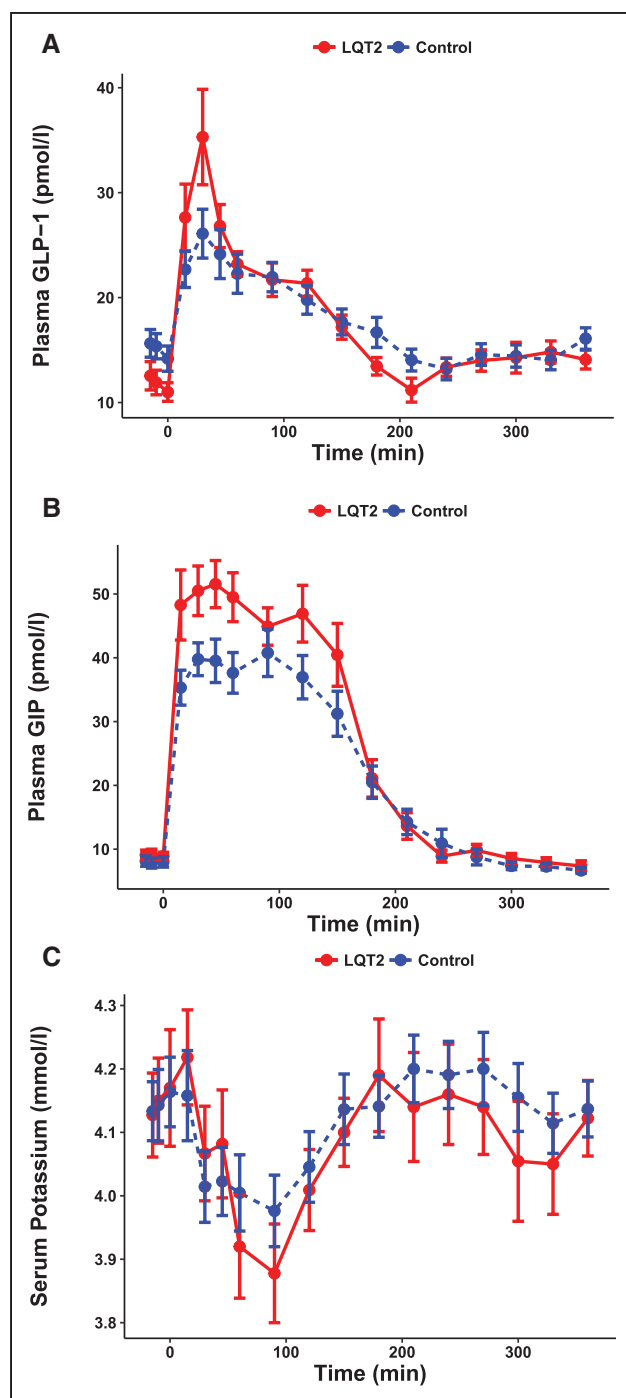 A
LQT2 Control
Plasma GLP−1 (pmol/l)
40
30
20
10
0 100 200 300
Time (min)
B
LQT2 Control
Plasma GIP (pmol/l)
50
40
30
20
10
0 100 200 300
Time (min)
C
LQT2 Control
Serum Potassium (mmol/l)
4.3
4.2
4.1
4.0
3.9
3.8
0 100 200 300
Time (min)